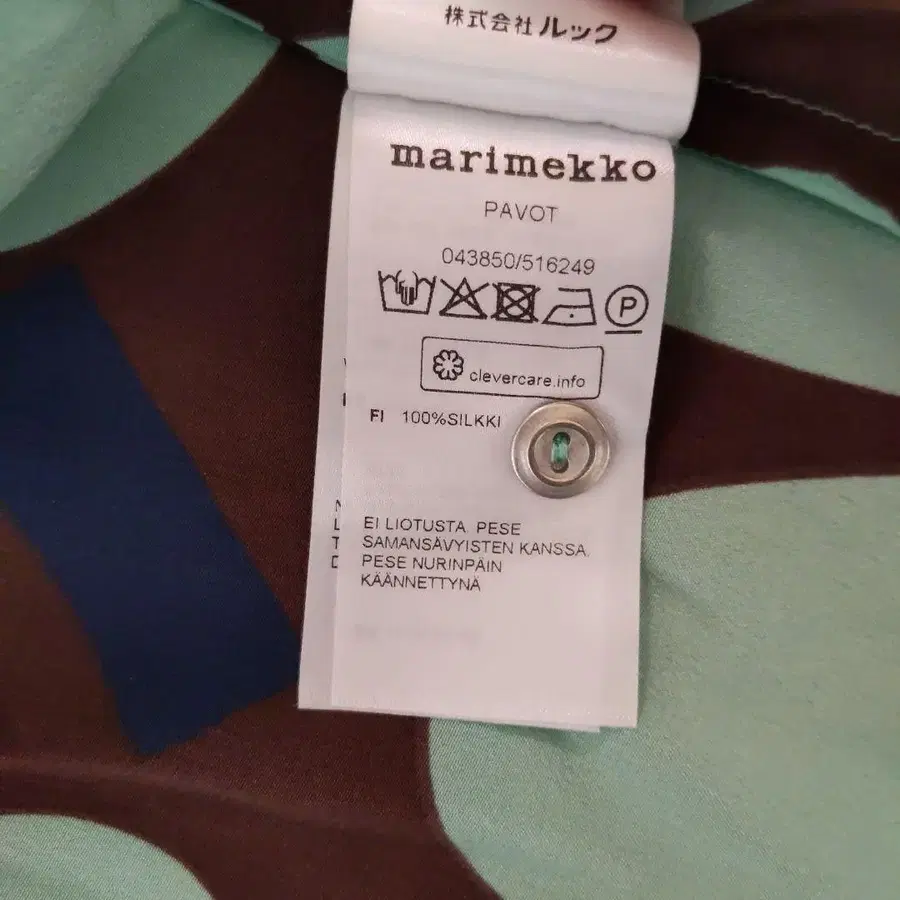 株式会社ルック
marimekko
PAVOT
043850/516249
P
clevercare.info
FI 100%SILKKI
EI LIOTUSTA. PESE
SAMANSÄVYISTEN KANSSA.
PESE NURINPÄIN
KÄÄNNETTYNÄ